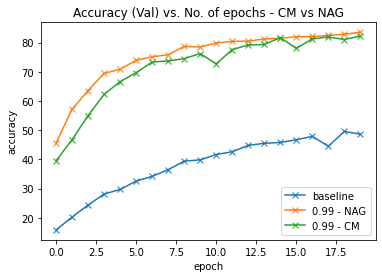 Accuracy (Val) vs. No. of epochs - CM vs NAG
accuracy
80
70
60
50
40
30
20
baseline
0.99 - NAG
0.99 - CM
0.0 2.5 5.0 7.5 10.0 12.5 15.0 17.5
epoch